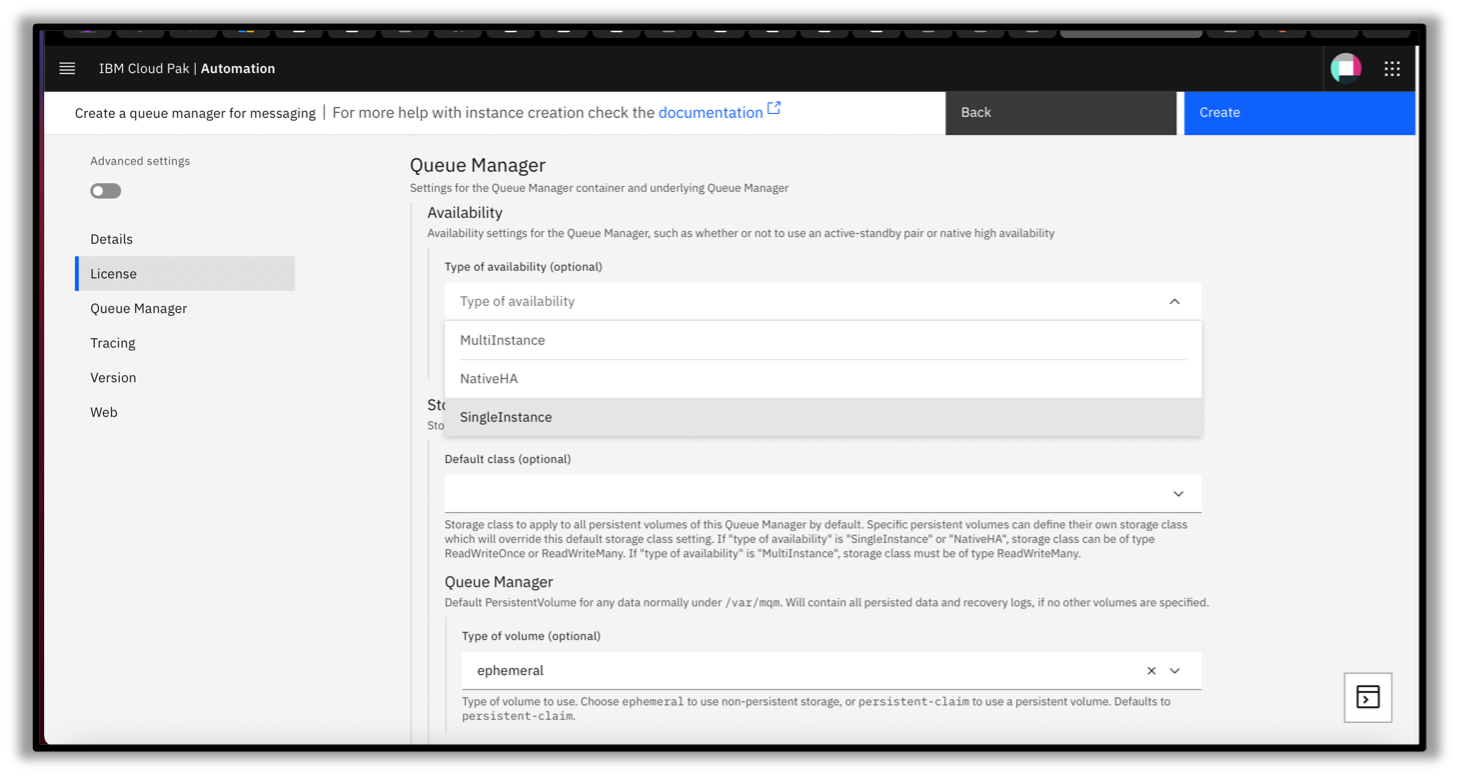 IBM Cloud Pak | Automation
Create a queue manager for messaging | For more help with instance creation check the documentation
Back
Create
Advanced settings
Details
License
Queue Manager
Tracing
Version
Web
Queue Manager
Settings for the Queue Manager container and underlying Queue Manager
Availability
Availability settings for the Queue Manager, such as whether or not to use an active-standby pair or native high availability
Type of availability (optional)
Type of availability
MultiInstance
NativeHA
SingleInstance
Default class (optional)
Storage class to apply to all persistent volumes of this Queue Manager by default. Specific persistent volumes can define their own storage class
which will override this default storage class setting. If "type of availability" is "SingleInstance" or "NativeHA", storage class can be of type
ReadWriteOnce or ReadWriteMany. If "type of availability" is "MultiInstance", storage class must be of type ReadWriteMany.
Queue Manager
Default PersistentVolume for any data normally under /var/mqm. Will contain all persisted data and recovery logs, if no other volumes are specified.
Type of volume (optional)
ephemeral
Type of volume to use. Choose ephemeral to use non-persistent storage, or persistent-claim to use a persistent volume. Defaults to
persistent-claim.